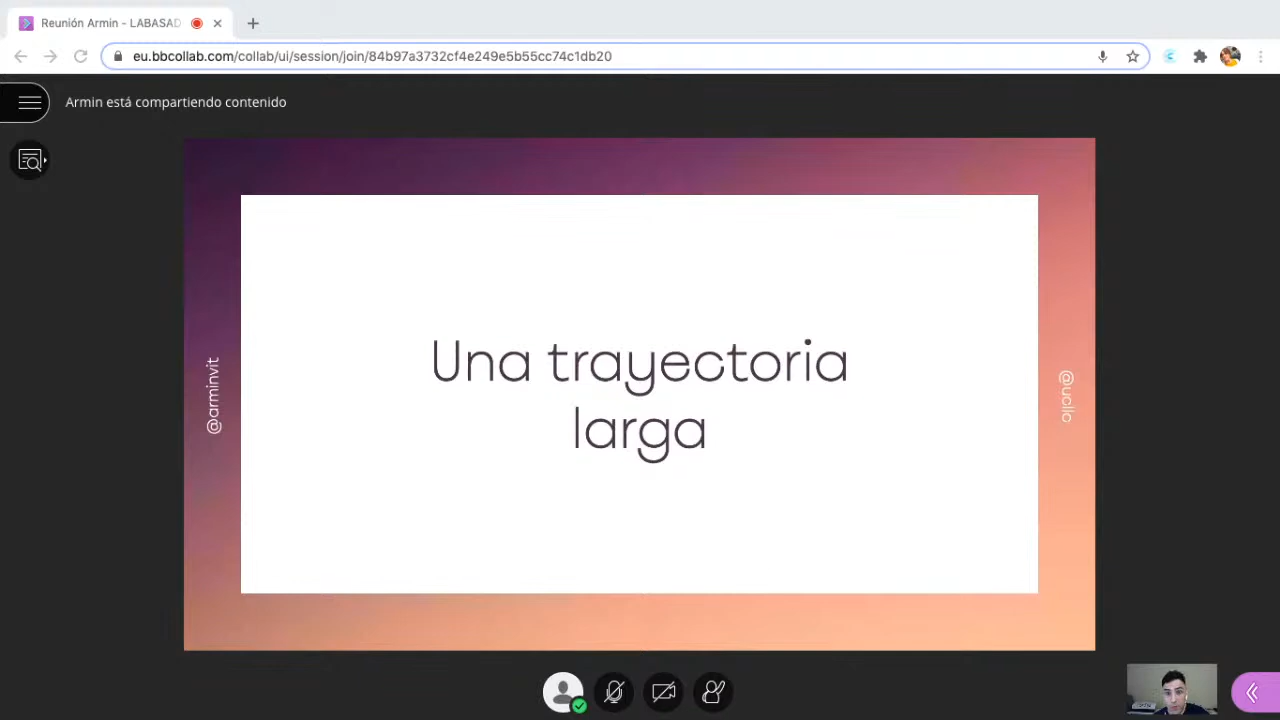 Reunión Armin - LABASAD
eu.bbcollab.com/collab/ui/session/join/84b97a3732cf4e249e5b55cc74c1db20
Armin está compartiendo contenido
@arminvit
Una trayectoria
larga
@ucllc